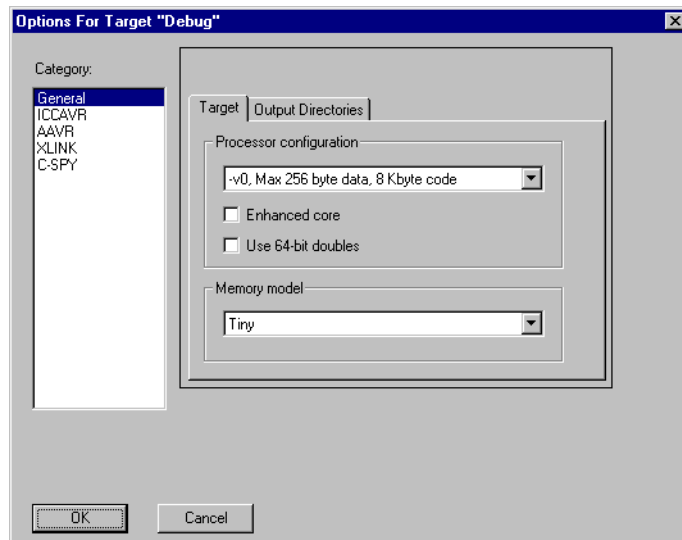 Options For Target "Debug"
Category:
General
ICCAVR
AAVR
XLINK
C-SPY
Target
Output Directories
Processor configuration
-v0, Max 256 byte data, 8 Kbyte code
Enhanced core
Use 64-bit doubles
Memory model
Tiny
OK
Cancel